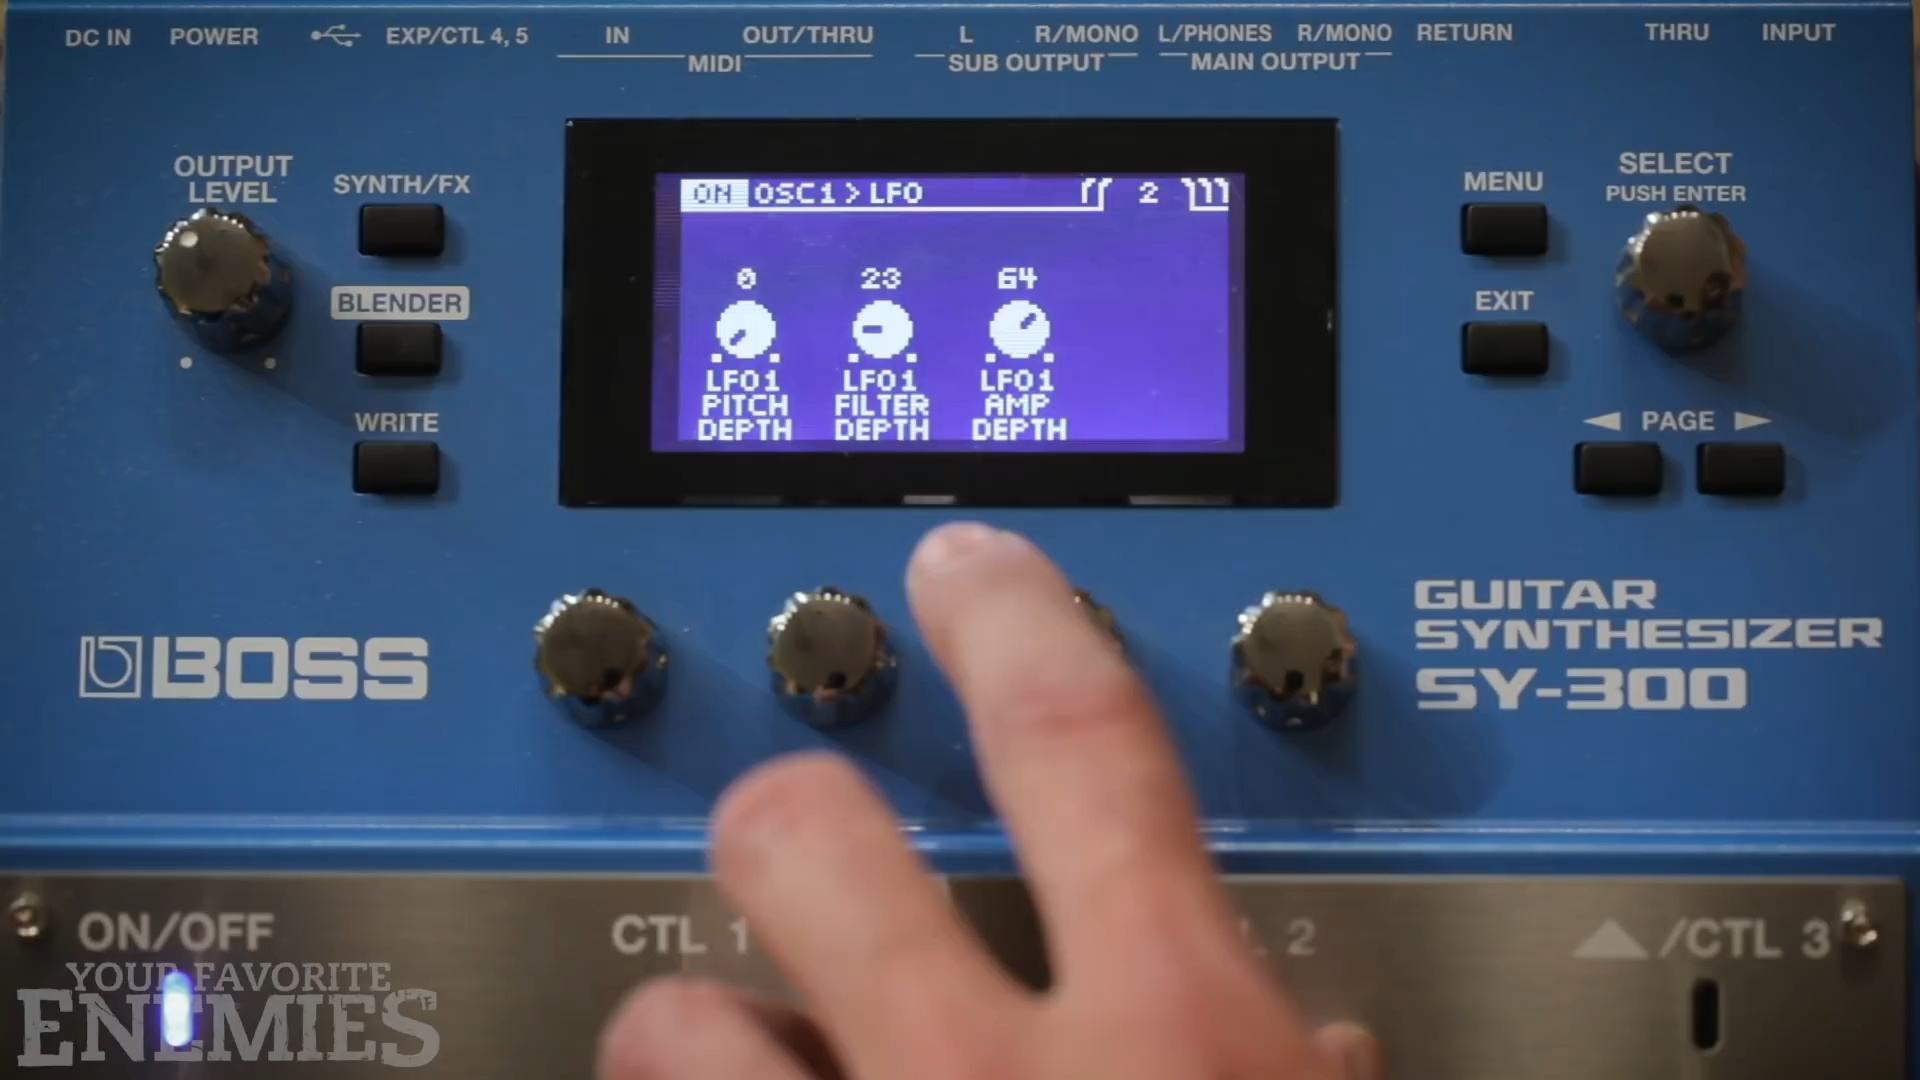 DC IN POWER EXP/CTL 4, 5 IN OUT/THRU L R/MONO L/PHONES R/MONO RETURN THRU INPUT
MIDI SUB OUTPUT MAIN OUTPUT
OUTPUT
LEVEL
SYNTH/FX
BLENDER
WRITE
ON OSC1>LFO 2
0 23 64
LFO1 LFO1 LFO1
PITCH FILTER AMP
DEPTH DEPTH DEPTH
MENU
EXIT
SELECT
PUSH ENTER
◄ PAGE ►
BOSS
GUITAR
SYNTHESIZER
SY-300
ON/OFF CTL 1 L 2 ▲/CTL 3
YOUR FAVORITE
ENEMIES